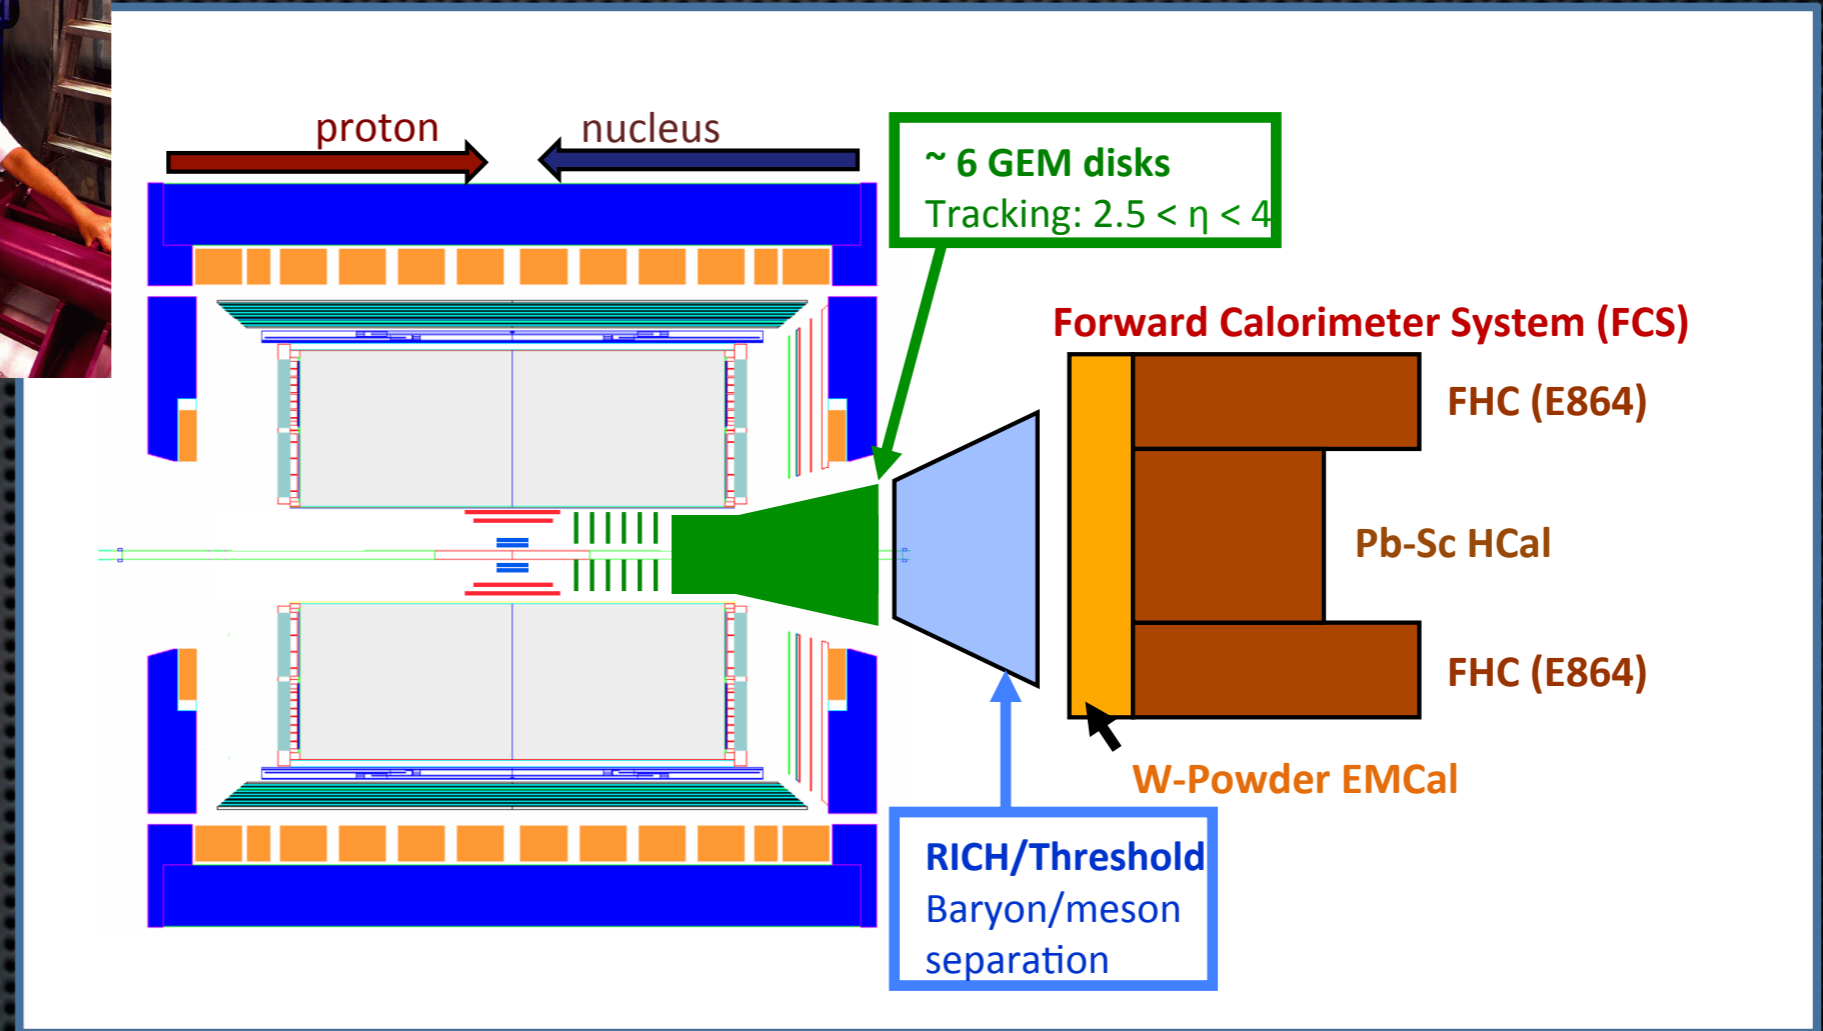 proton
nucleus
~ 6 GEM disks
Tracking: 2.5 < η < 4
Forward Calorimeter System (FCS)
FHC (E864)
Pb-Sc HCal
FHC (E864)
W-Powder EMCal
RICH/Threshold
Baryon/meson
separation